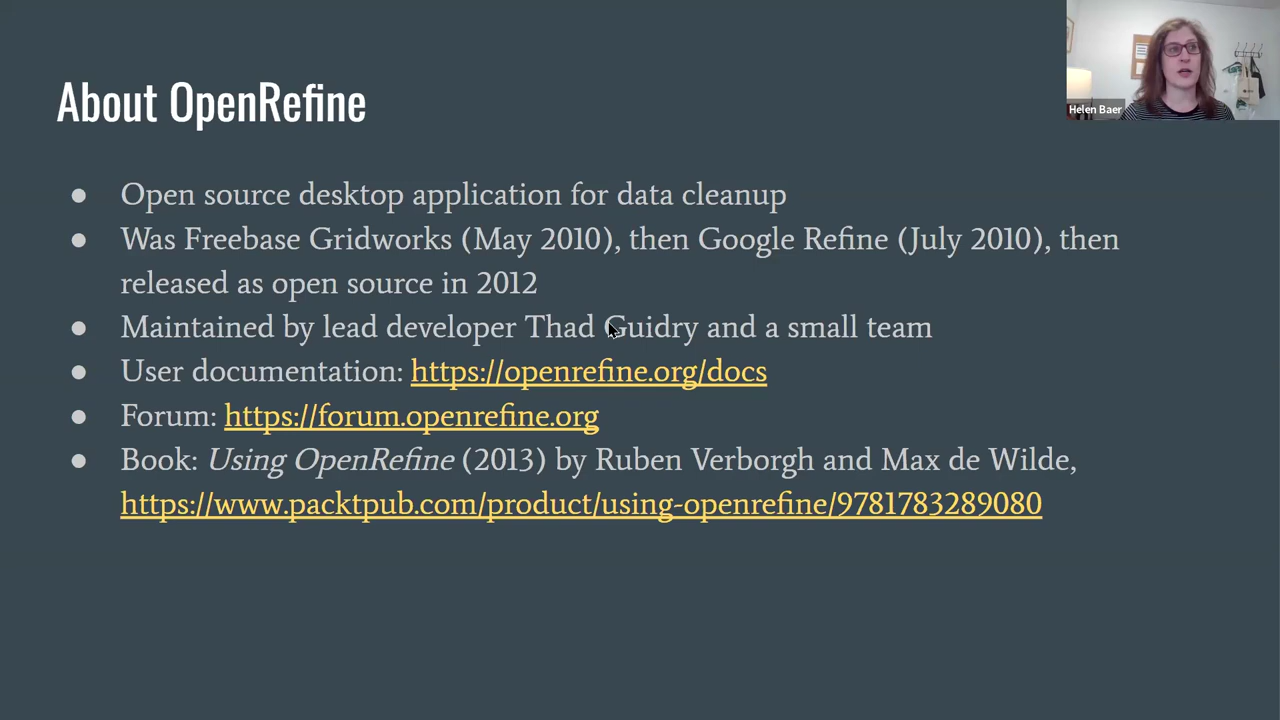 Helen Baer
About OpenRefine
● Open source desktop application for data cleanup
● Was Freebase Gridworks (May 2010), then Google Refine (July 2010), then
released as open source in 2012
● Maintained by lead developer Thad Guidry and a small team
● User documentation: https://openrefine.org/docs
● Forum: https://forum.openrefine.org
● Book: Using OpenRefine (2013) by Ruben Verborgh and Max de Wilde,
https://www.packtpub.com/product/using-openrefine/9781783289080